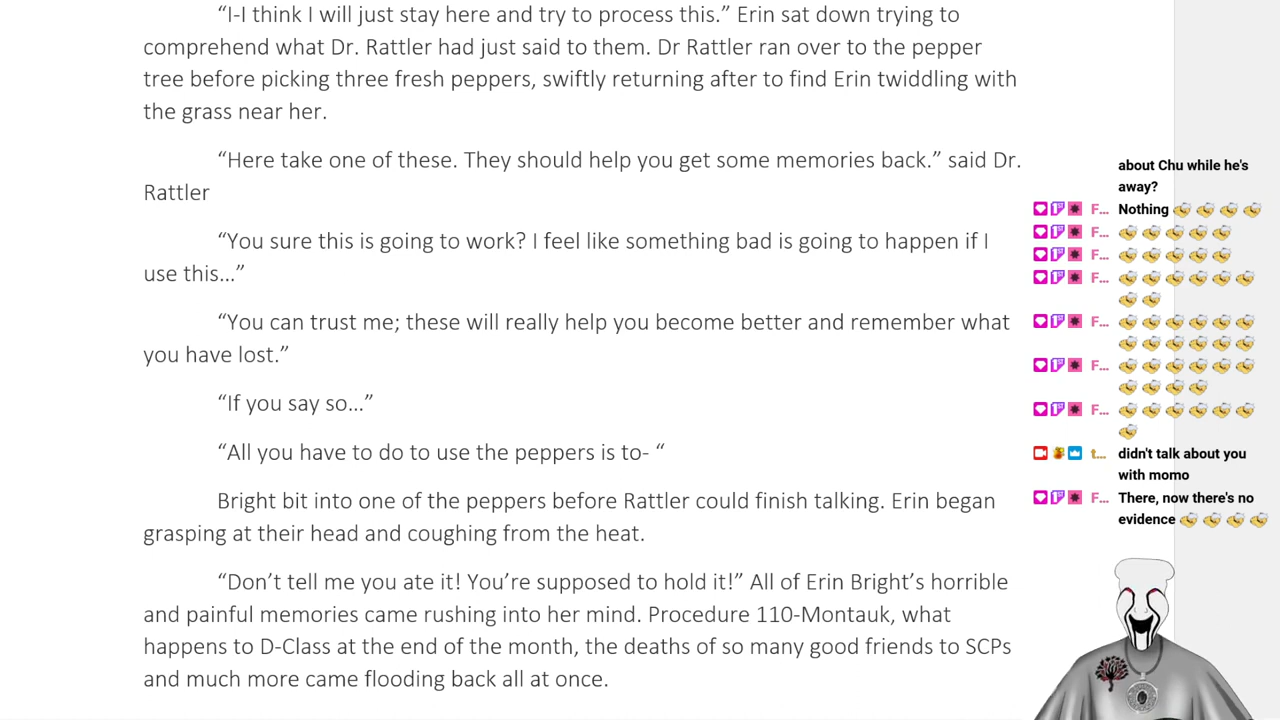 “I-I think I will just stay here and try to process this.” Erin sat down trying to
comprehend what Dr. Rattler had just said to them. Dr Rattler ran over to the pepper
tree before picking three fresh peppers, swiftly returning after to find Erin twiddling with
the grass near her.
“Here take one of these. They should help you get some memories back.” said Dr.
Rattler
“You sure this is going to work? I feel like something bad is going to happen if I
use this...”
“You can trust me; these will really help you become better and remember what
you have lost.”
“If you say so...”
“All you have to do to use the peppers is to- “
Bright bit into one of the peppers before Rattler could finish talking. Erin began
grasping at their head and coughing from the heat.
“Don’t tell me you ate it! You’re supposed to hold it!” All of Erin Bright’s horrible
and painful memories came rushing into her mind. Procedure 110-Montauk, what
happens to D-Class at the end of the month, the deaths of so many good friends to SCPs
and much more came flooding back all at once.
about Chu while he's
away?
F... Nothing
F...
F...
F...
F...
F...
F...
t... didn't talk about you
with momo
F... There, now there's no
evidence